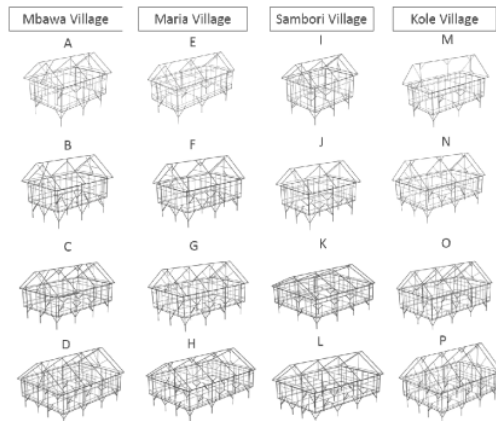 Mbawa Village Maria Village Sambori Village Kole Village
A E I M
B F J N
C G K O
D H L P